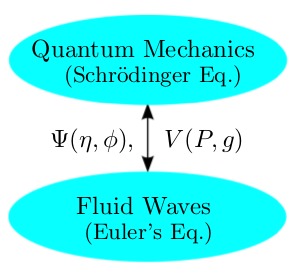 Quantum Mechanics
(Schrödinger Eq.)
Ψ(η, ϕ), V(P, g)
Fluid Waves
(Euler's Eq.)